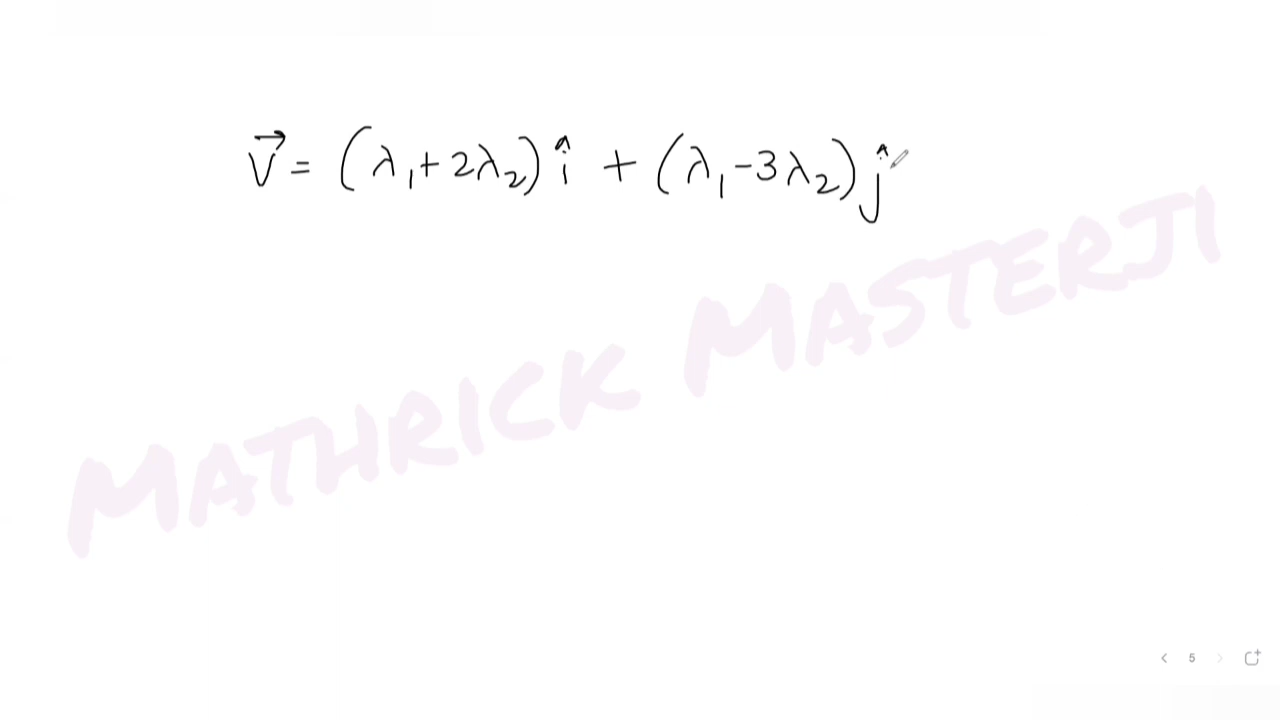 V⃗ = (λ₁+2λ₂) î + (λ₁-3λ₂) ĵ
MATHRICK MASTERJI
< 5 >